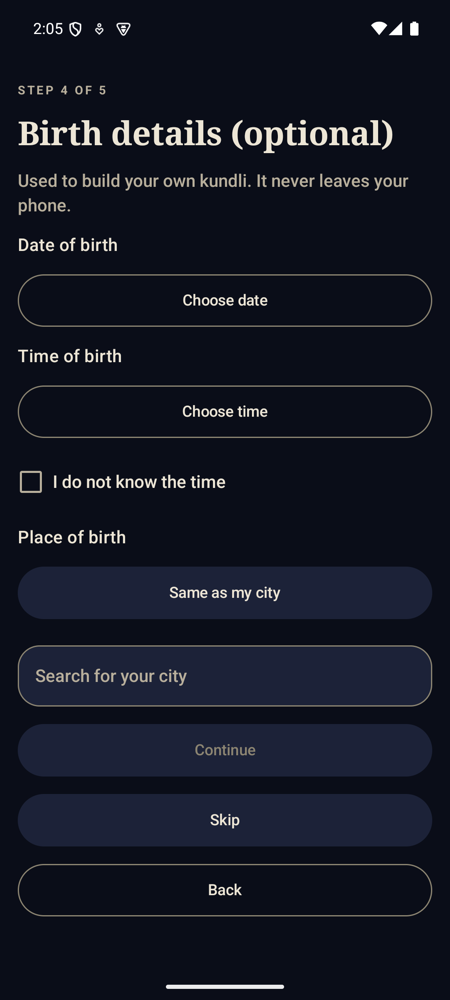 2:05
STEP 4 OF 5
Birth details (optional)
Used to build your own kundli. It never leaves your
phone.
Date of birth
Choose date
Time of birth
Choose time
I do not know the time
Place of birth
Same as my city
Search for your city
Continue
Skip
Back